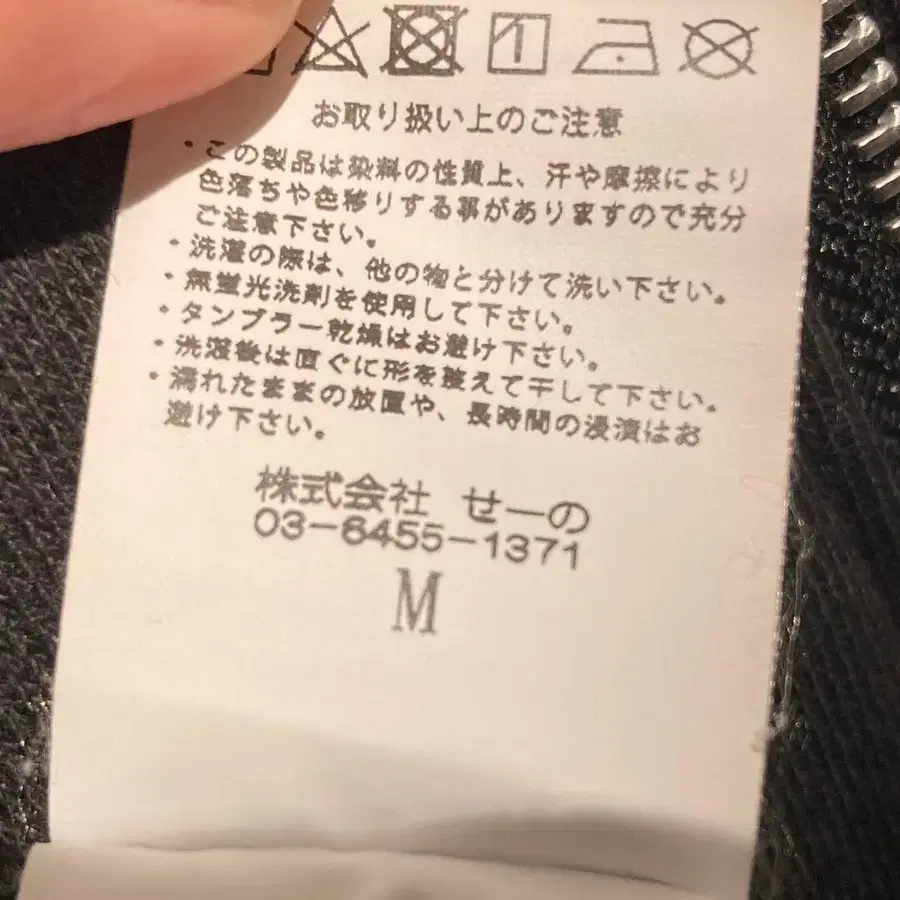 お取り扱い上のご注意
・この製品は染料の性質上、汗や摩擦により
色落ちや色移りする事がありますので充分
ご注意下さい。
・洗濯の際は、他の物と分けて洗い下さい。
・無蛍光洗剤を使用して下さい。
・タンブラー乾燥はお避け下さい。
・洗濯後は直ぐに形を整えて干して下さい。
・濡れたままの放置や、長時間の浸漬はお
避け下さい。
株式会社 せーの
03-6455-1371
M